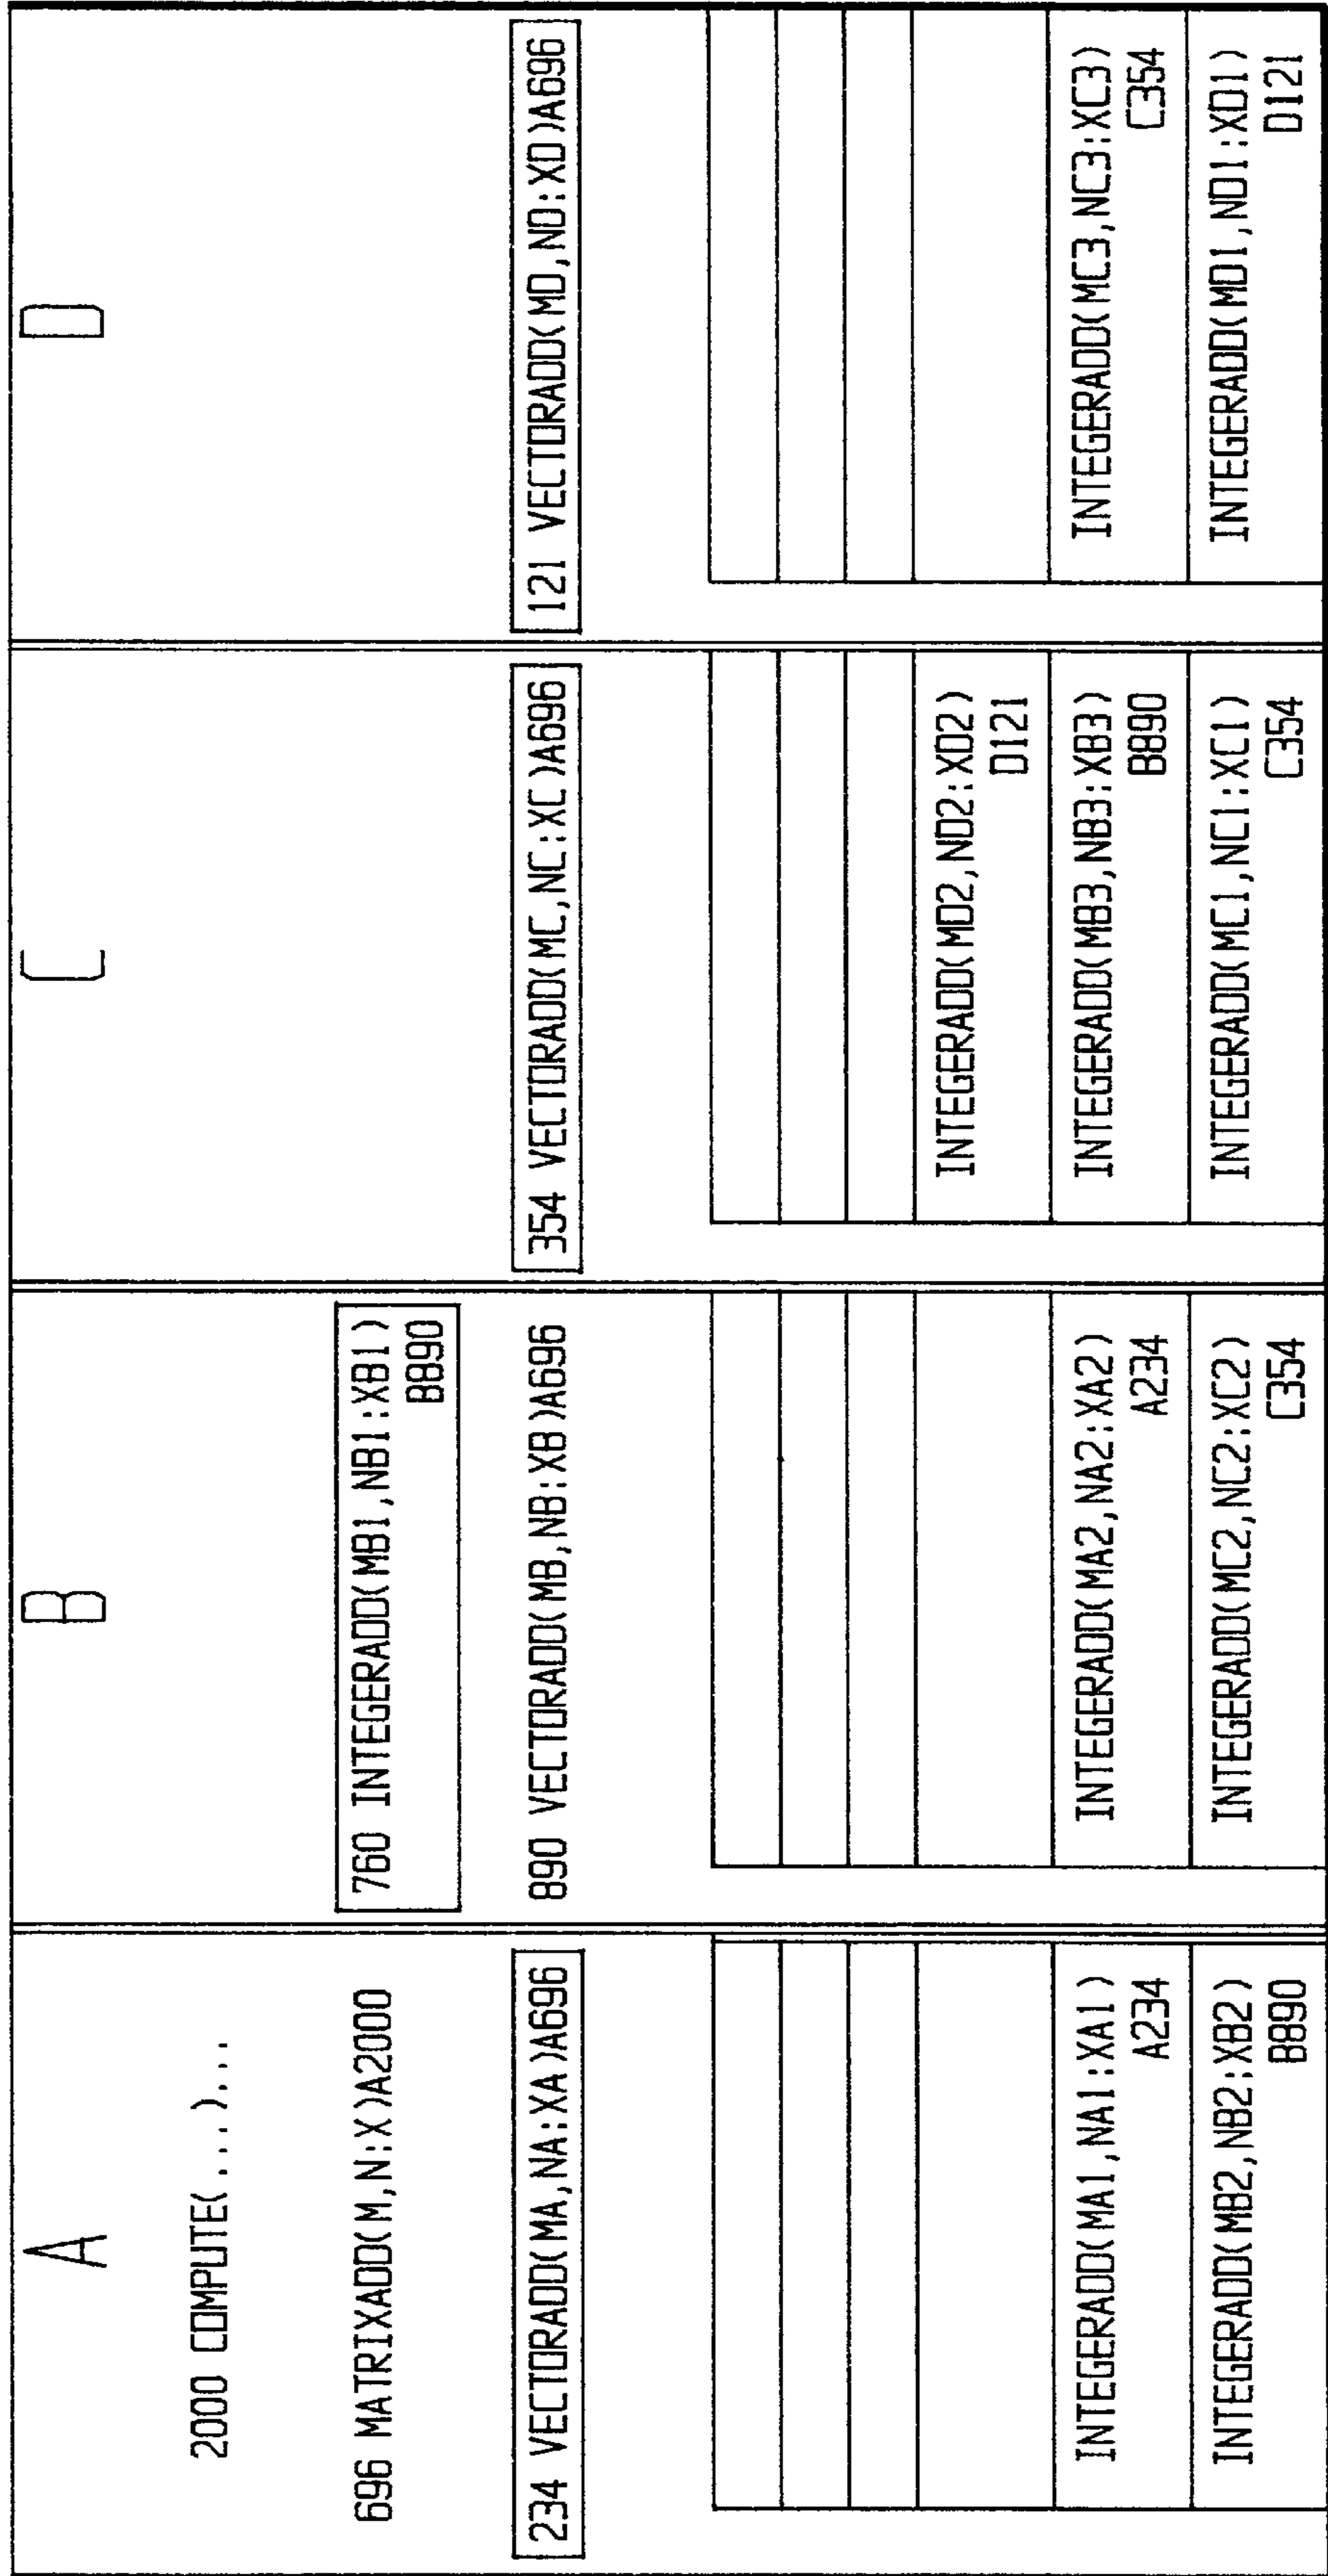 A
2000 COMPUTE(...)...
696 MATRIXADD(M,N:X)A2000
234 VECTORADD(MA,NA:XA)A696
INTEGERADD(MA1,NA1:XA1)
A234
INTEGERADD(MB2,NB2:XB2)
B890
B
760 INTEGERADD(MB1,NB1:XB1)
B890
890 VECTORADD(MB,NB:XB)A696
INTEGERADD(MA2,NA2:XA2)
A234
INTEGERADD(MC2,NC2:XC2)
C354
C
354 VECTORADD(MC,NC:XC)A696
INTEGERADD(MD2,ND2:XD2)
D121
INTEGERADD(MB3,NB3:XB3)
B890
INTEGERADD(MC1,NC1:XC1)
C354
D
121 VECTORADD(MD,ND:XD)A696
INTEGERADD(MC3,NC3:XC3)
C354
INTEGERADD(MD1,ND1:XD1)
D121